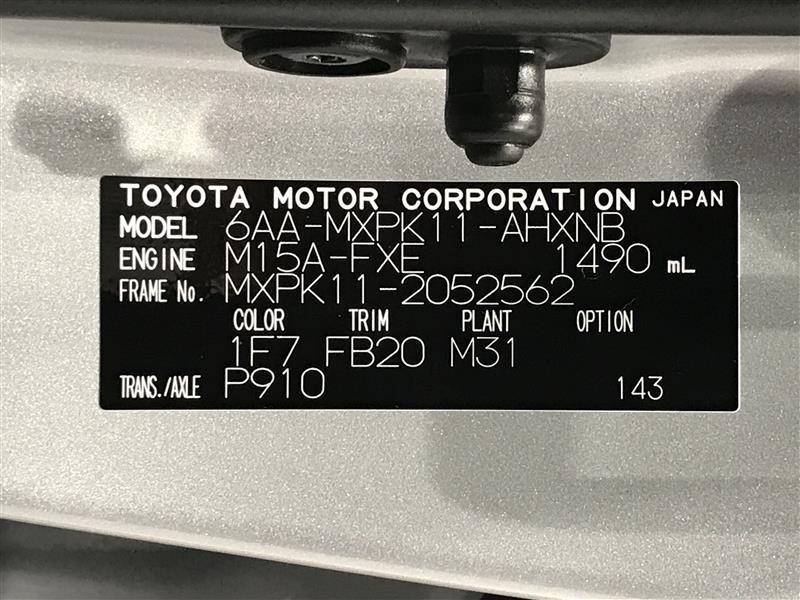 TOYOTA MOTOR CORPORATION JAPAN
MODEL 6AA-MXPK11-AHXNB
ENGINE M15A-FXE 1490 mL
FRAME No. MXPK11-2052562
COLOR TRIM PLANT OPTION
1F7 FB20 M31
TRANS./AXLE P910 143